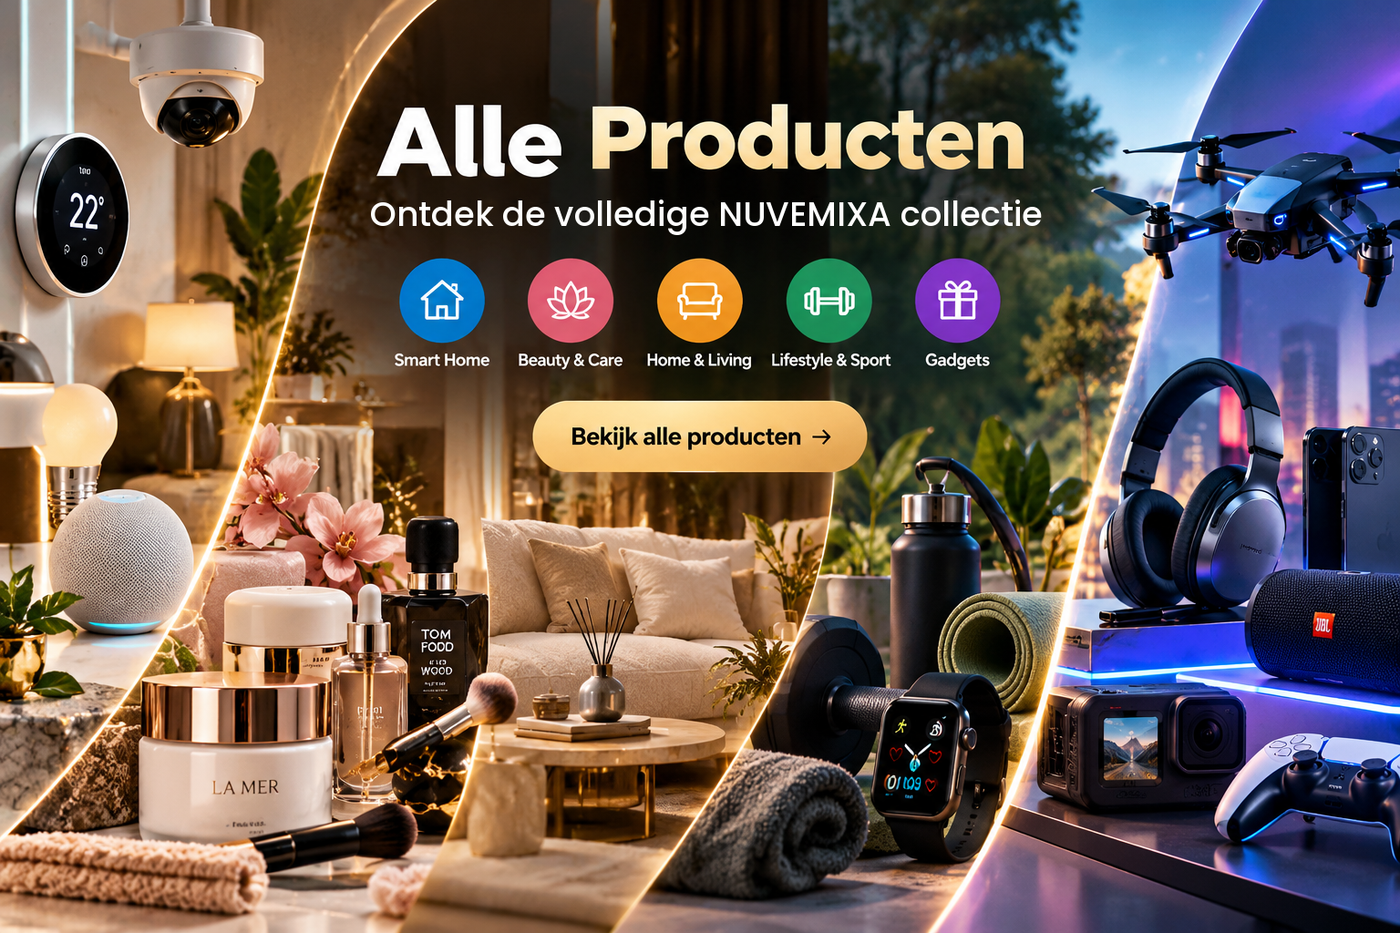 Alle Producten
Ontdek de volledige NUVEMIXA collectie
Smart Home
Beauty & Care
Home & Living
Lifestyle & Sport
Gadgets
Bekijk alle producten →
22°
TOM
FOOD
WOOD
LA MER
JBL